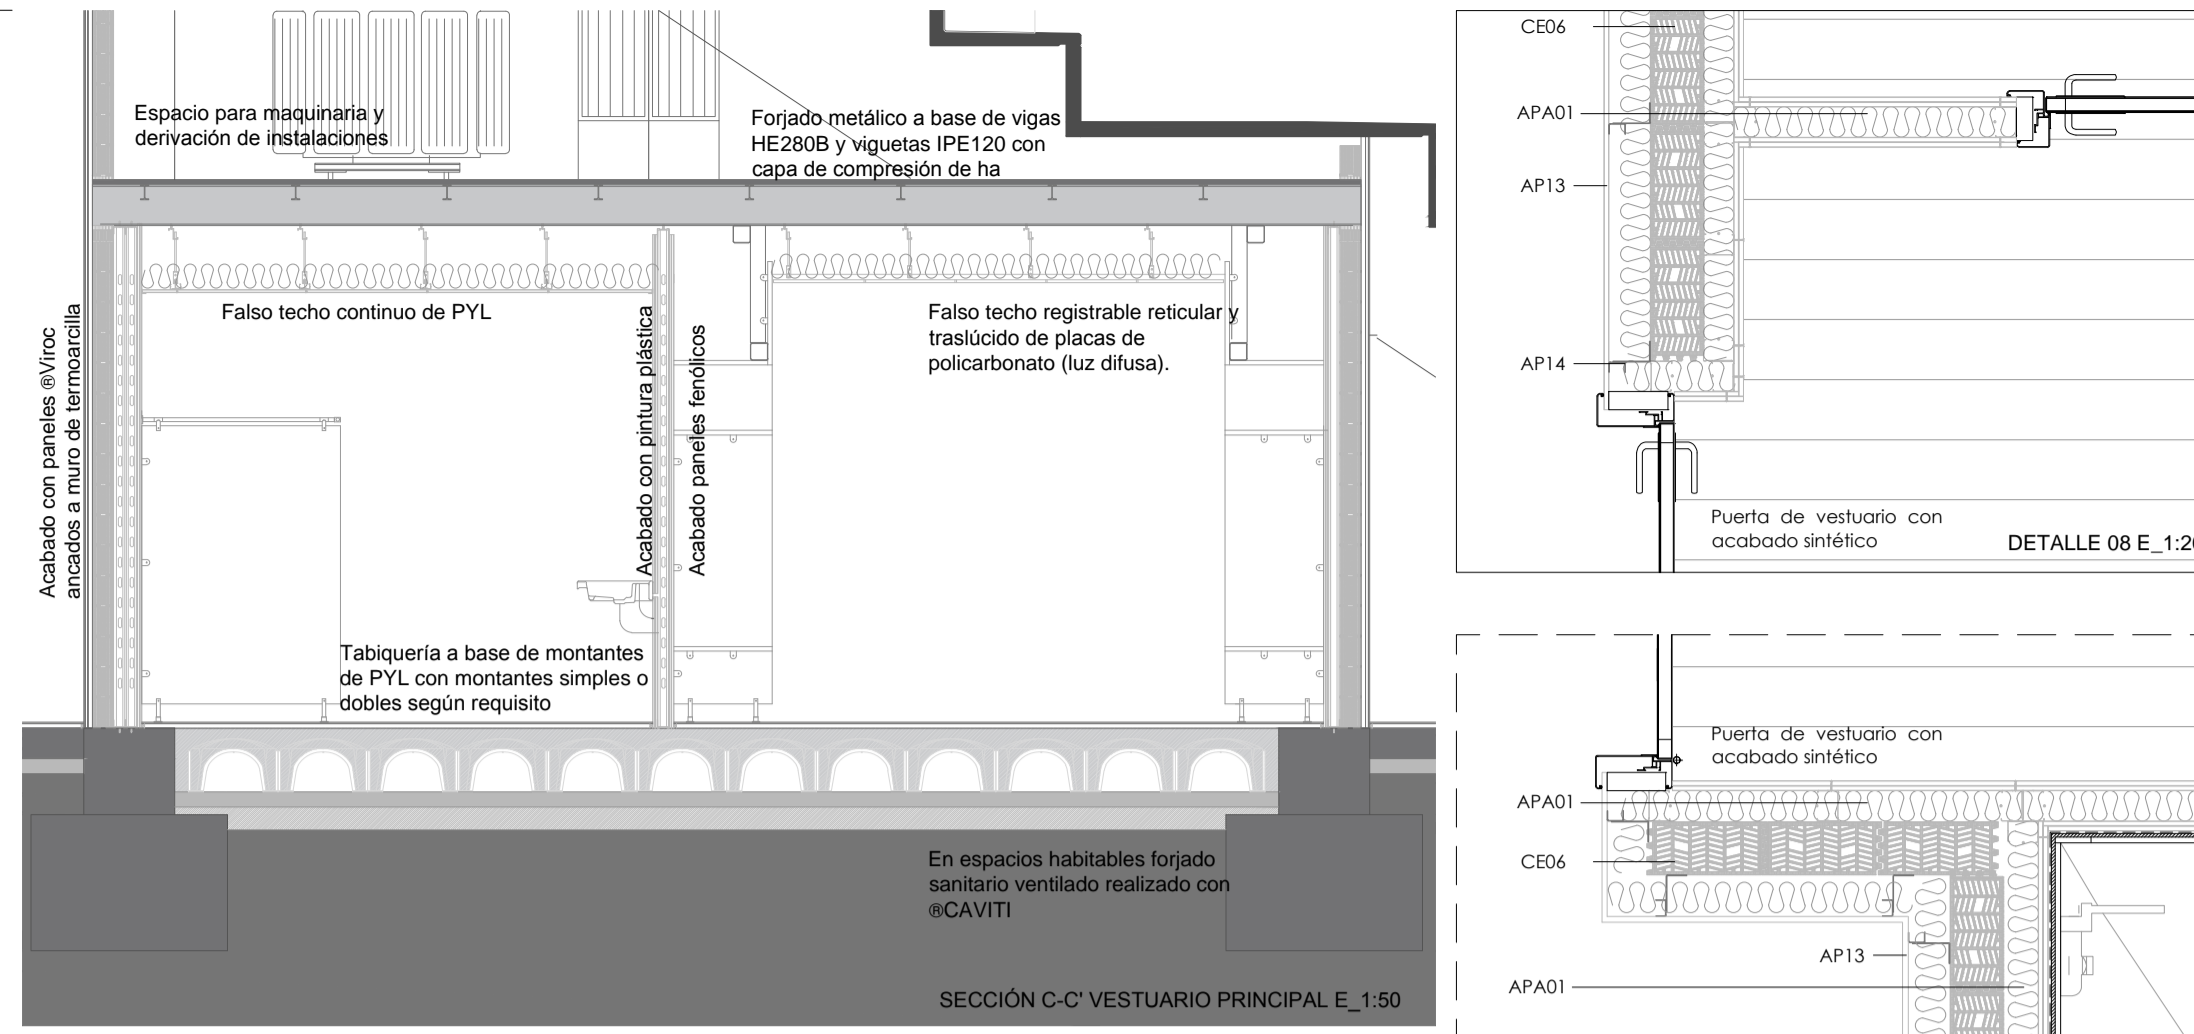 Espacio para maquinaria y
derivación de instalaciones
Forjado metálico a base de vigas
HE280B y viguetas IPE120 con
capa de compresión de ha
Acabado con paneles ®Viroc
ancados a muro de termoarcilla
Falso techo continuo de PYL
Acabado con pintura plástica
Acabado paneles fenólicos
Falso techo registrable reticular y
traslúcido de placas de
policarbonato (luz difusa).
Tabiquería a base de montantes
de PYL con montantes simples o
dobles según requisito
En espacios habitables forjado
sanitario ventilado realizado con
®CAVITI
SECCIÓN C-C' VESTUARIO PRINCIPAL E_1:50
CE06
APA01
AP13
AP14
Puerta de vestuario con
acabado sintético
DETALLE 08 E_1:20
Puerta de vestuario con
acabado sintético
APA01
CE06
AP13
APA01